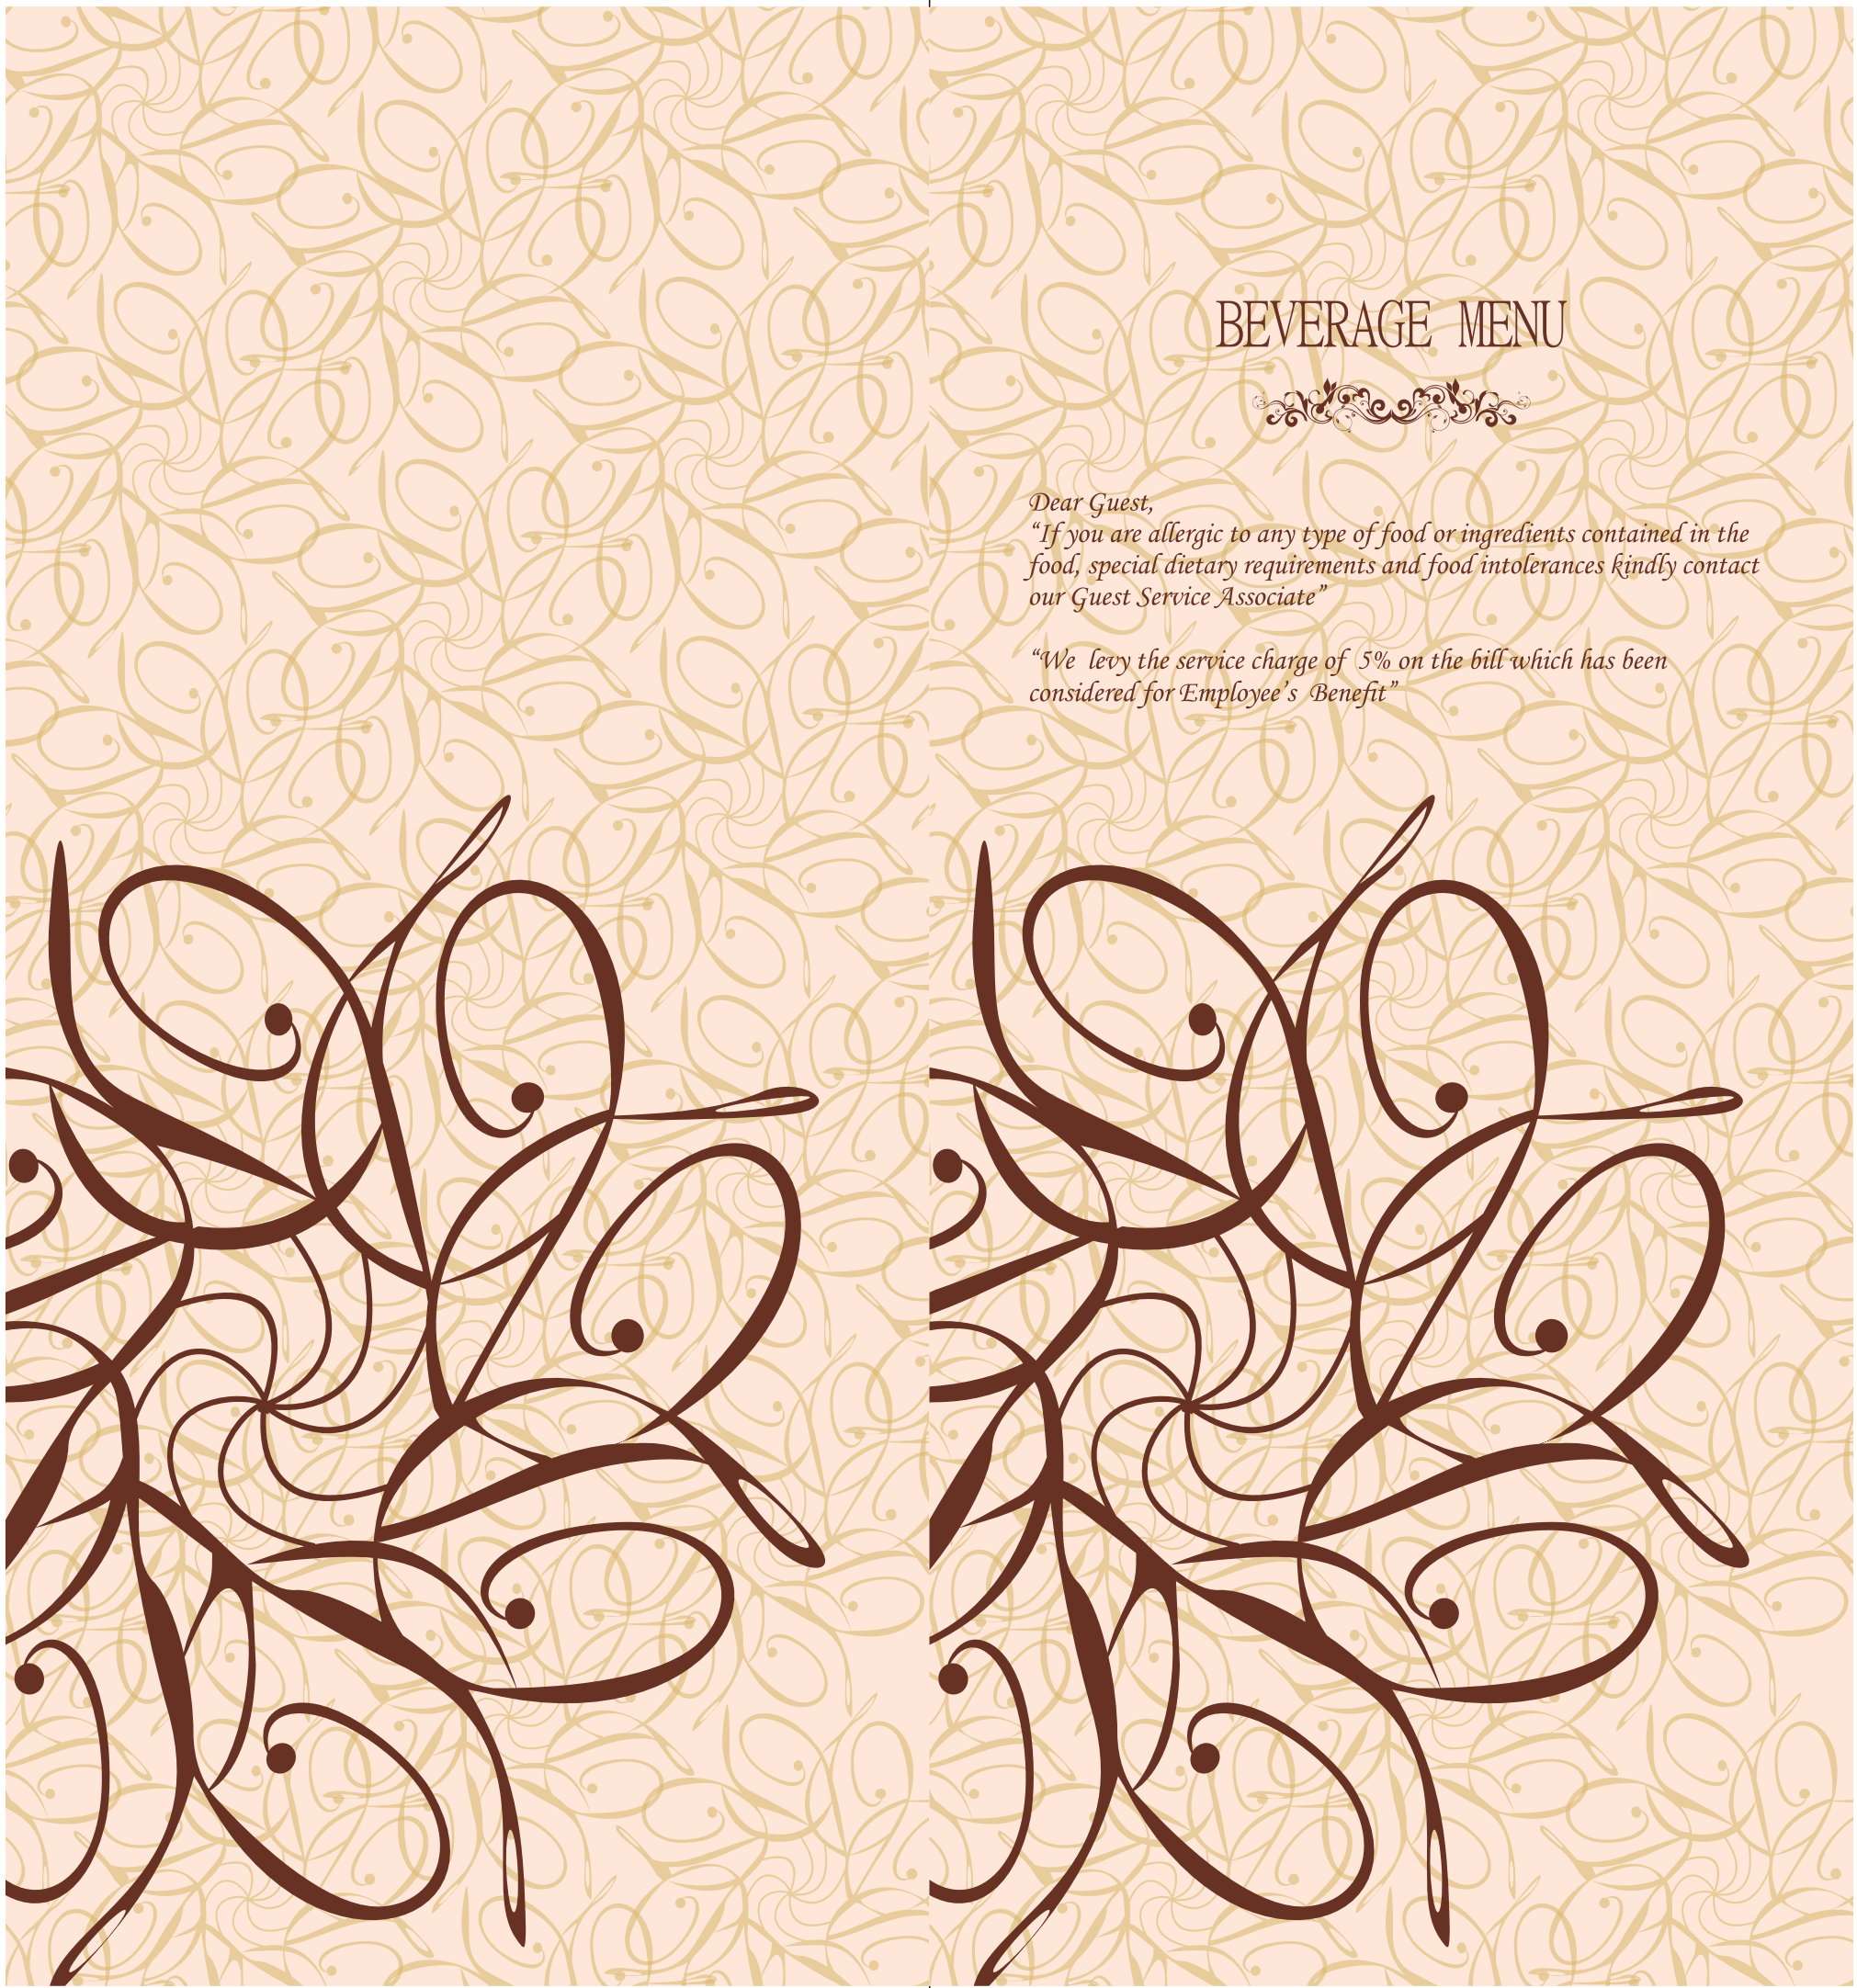 BEVERAGE MENU
Dear Guest,
“If you are allergic to any type of food or ingredients contained in the
food, special dietary requirements and food intolerances kindly contact
our Guest Service Associate”
“We levy the service charge of 5% on the bill which has been
considered for Employee’s Benefit”